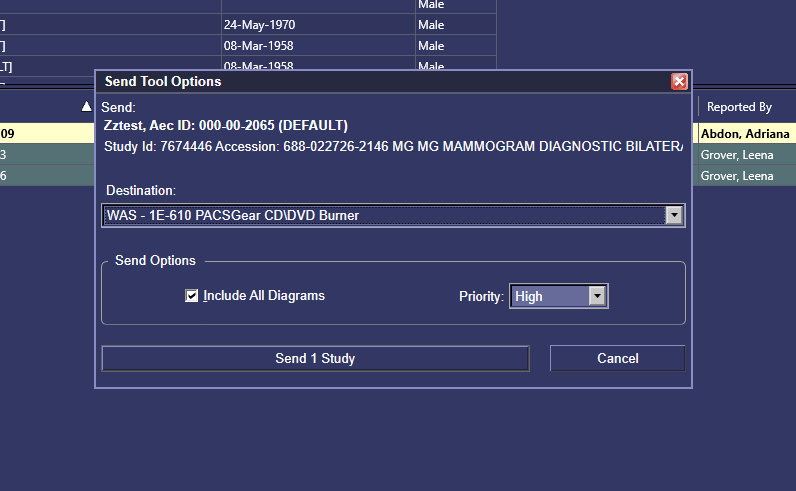 Male
T] 24-May-1970 Male
T] 08-Mar-1958 Male
LT] 08-Mar-1958 Male
Send Tool Options
Reported By
Send:
09 Zztest, Aec ID: 000-00-2065 (DEFAULT) Abdon, Adriana
3 Study Id: 7674446 Accession: 688-022726-2146 MG MG MAMMOGRAM DIAGNOSTIC BILATERA Grover, Leena
6 Grover, Leena
Destination:
WAS - 1E-610 PACSGear CD\DVD Burner
Send Options
Include All Diagrams Priority: High
Send 1 Study Cancel